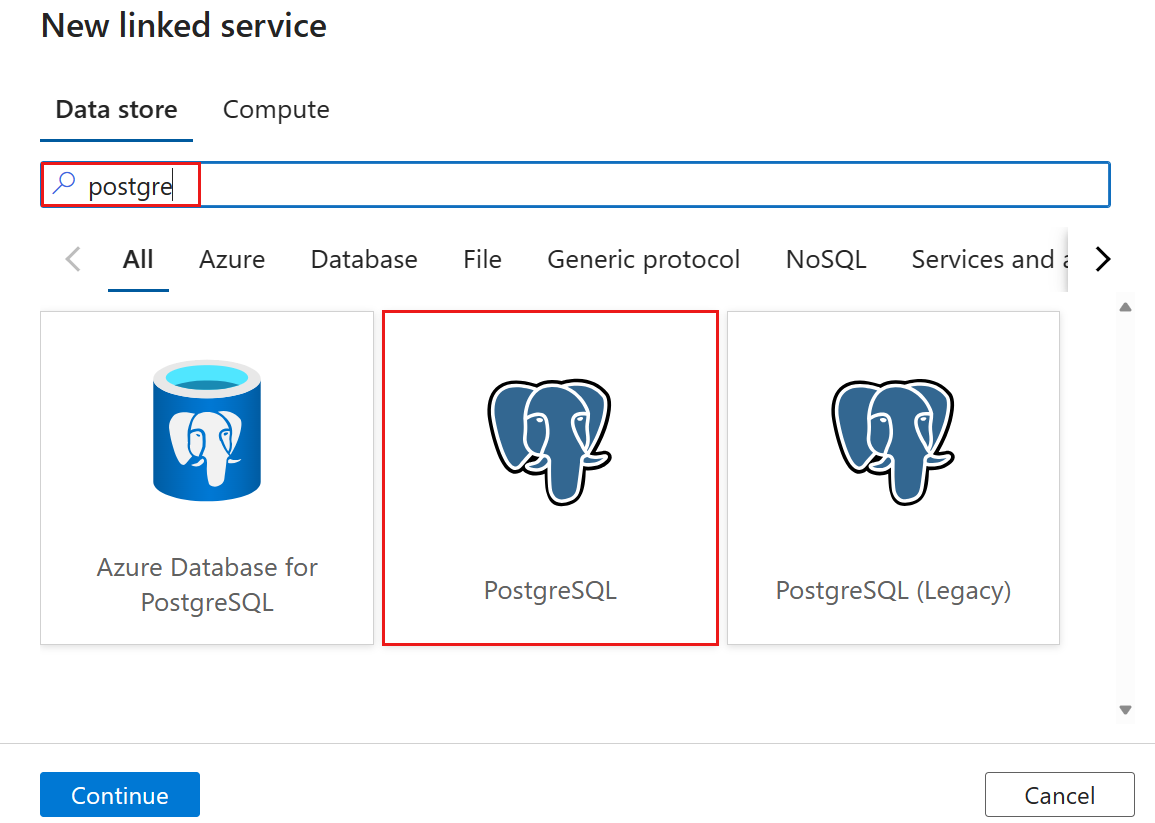 New linked service
Data store Compute
postgre
All Azure Database File Generic protocol NoSQL Services and
Azure Database for
PostgreSQL
PostgreSQL
PostgreSQL (Legacy)
Continue Cancel